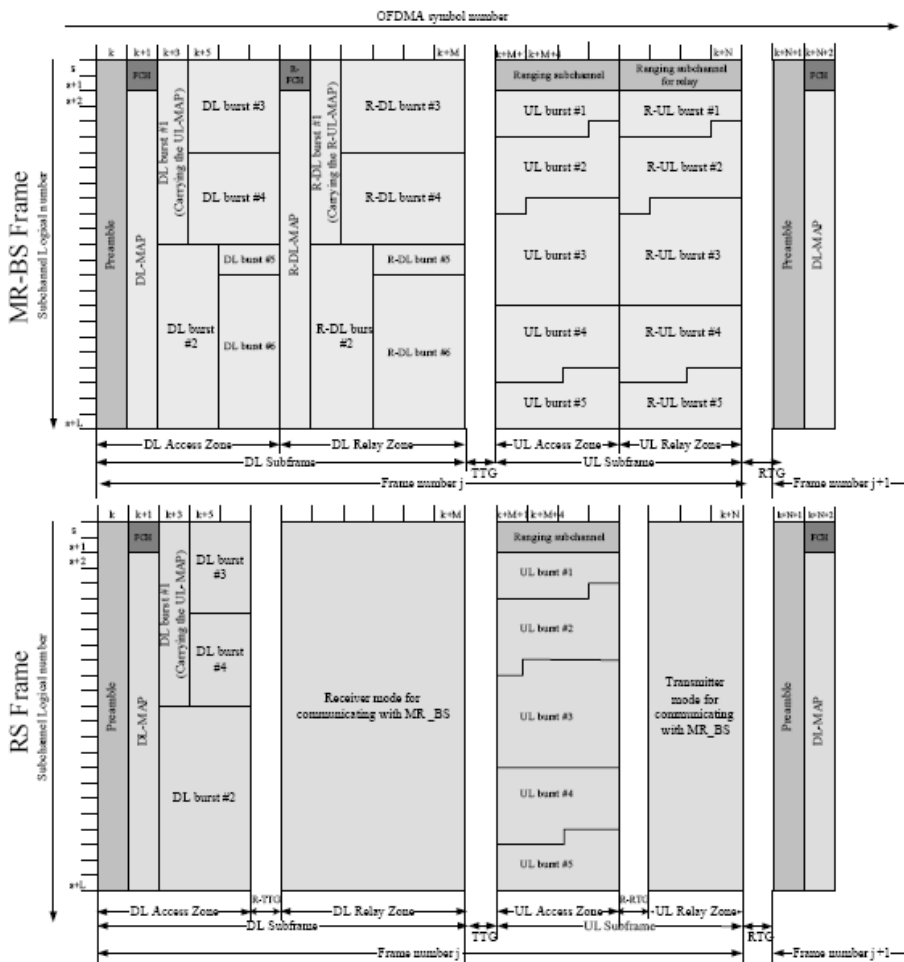 OFDMA symbol number
k k+1 k+3 k+5 k+M k+M+1 k+M+4 k+N k+N+1 k+N+2
MR-BS Frame
Subchannel Logical number
s
s+1
s+2
s+L
Preamble
FCH
DL-MAP
DL burst #1
(Carrying the UL-MAP)
DL burst #3
DL burst #4
DL burst
#2
DL burst #5
DL burst #6
R-
FCH
R-DL-MAP
R-DL burst #1
(Carrying the R-UL-MAP)
R-DL burst #3
R-DL burst #4
R-DL burs
#2
R-DL burst #5
R-DL burst #6
Ranging subchannel
UL burst #1
UL burst #2
UL burst #3
UL burst #4
UL burst #5
Ranging subchannel
for relay
R-UL burst #1
R-UL burst #2
R-UL burst #3
R-UL burst #4
R-UL burst #5
Preamble
FCH
DL-MAP
DL Access Zone DL Relay Zone UL Access Zone UL Relay Zone
DL Subframe TTG UL Subframe RTG
Frame number j Frame number j+1
k k+1 k+3 k+5 k+M k+M+1 k+M+4 k+N k+N+1 k+N+2
RS Frame
Subchannel Logical number
s
s+1
s+2
s+L
Preamble
FCH
DL-MAP
DL burst #1
(Carrying the UL-MAP)
DL burst
#3
DL burst
#4
DL burst #2
Receiver mode for
communicating with MR_BS
Ranging subchannel
UL burst #1
UL burst #2
UL burst #3
UL burst #4
UL burst #5
Transmitter
mode for
communicating
with MR_BS
Preamble
FCH
DL-MAP
R-TTG R-RTG
DL Access Zone DL Relay Zone UL Access Zone UL Relay Zone
DL Subframe TTG UL Subframe RTG
Frame number j Frame number j+1